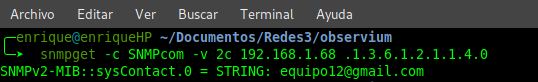 Archivo Editar Ver Buscar Terminal Ayuda
enrique@enriqueHP ~/Documentos/Redes3/observium
snmpget -c SNMPcom -v 2c 192.168.1.68 .1.3.6.1.2.1.1.4.0
SNMPv2-MIB::sysContact.0 = STRING: equipo12@gmail.com